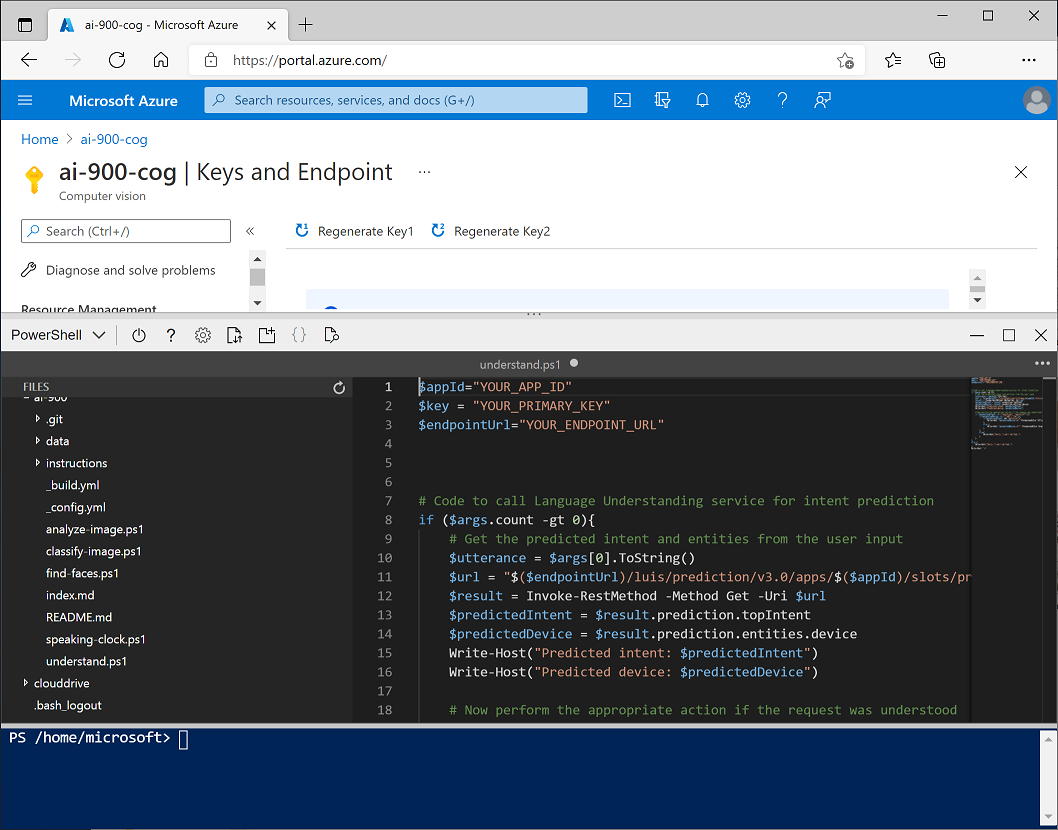 ai-900-cog - Microsoft Azure
https://portal.azure.com/
Microsoft Azure
Search resources, services, and docs (G+/)
Home > ai-900-cog
ai-900-cog | Keys and Endpoint ...
Computer vision
Search (Ctrl+/)
«
Regenerate Key1
Regenerate Key2
Diagnose and solve problems
Resource Management
PowerShell
?
{}
understand.ps1
FILES
ai-900
.git
data
instructions
_build.yml
_config.yml
analyze-image.ps1
classify-image.ps1
find-faces.ps1
index.md
README.md
speaking-clock.ps1
understand.ps1
clouddrive
.bash_logout
1 $appId="YOUR_APP_ID"
2 $key = "YOUR_PRIMARY_KEY"
3 $endpointUrl="YOUR_ENDPOINT_URL"
4
5
6
7 # Code to call Language Understanding service for intent prediction
8 if ($args.count -gt 0){
9 # Get the predicted intent and entities from the user input
10 $utterance = $args[0].ToString()
11 $url = "$($endpointUrl)/luis/prediction/v3.0/apps/$($appId)/slots/pr
12 $result = Invoke-RestMethod -Method Get -Uri $url
13 $predictedIntent = $result.prediction.topIntent
14 $predictedDevice = $result.prediction.entities.device
15 Write-Host("Predicted intent: $predictedIntent")
16 Write-Host("Predicted device: $predictedDevice")
17
18 # Now perform the appropriate action if the request was understood
PS /home/microsoft>